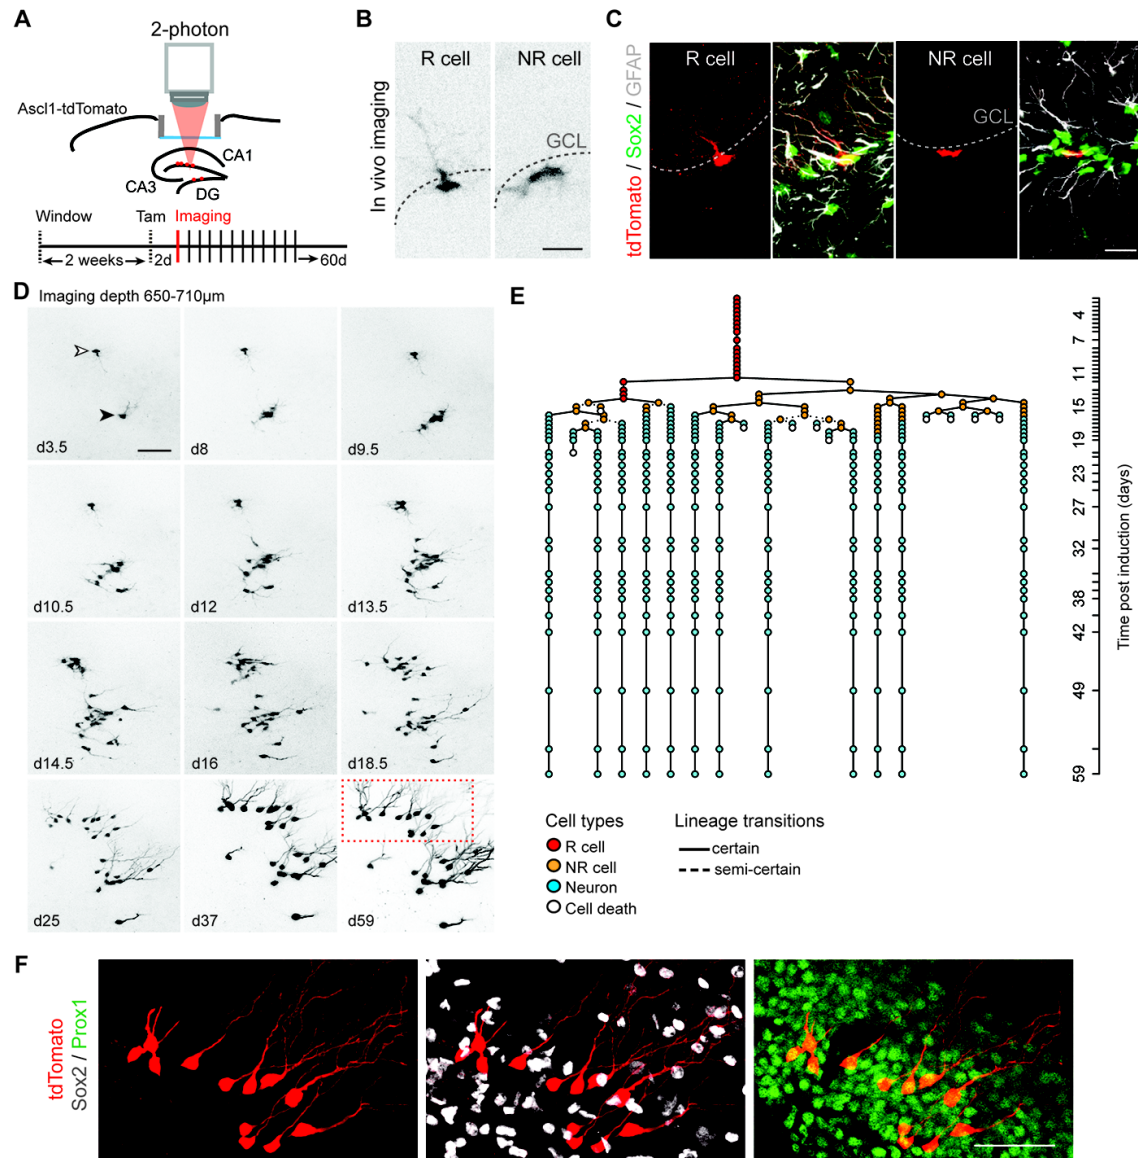 A
2-photon
Ascl1-tdTomato
CA1
CA3
DG
Window
Tam
Imaging
2 weeks
2d
60d
B
In vivo imaging
R cell
NR cell
GCL
C
tdTomato / Sox2 / GFAP
R cell
NR cell
GCL
D
Imaging depth 650-710µm
d3.5
d8
d9.5
d10.5
d12
d13.5
d14.5
d16
d18.5
d25
d37
d59
E
4
7
11
15
19
23
27
32
38
42
49
59
Time post induction (days)
Cell types
R cell
NR cell
Neuron
Cell death
Lineage transitions
certain
semi-certain
F
tdTomato
Sox2 / Prox1